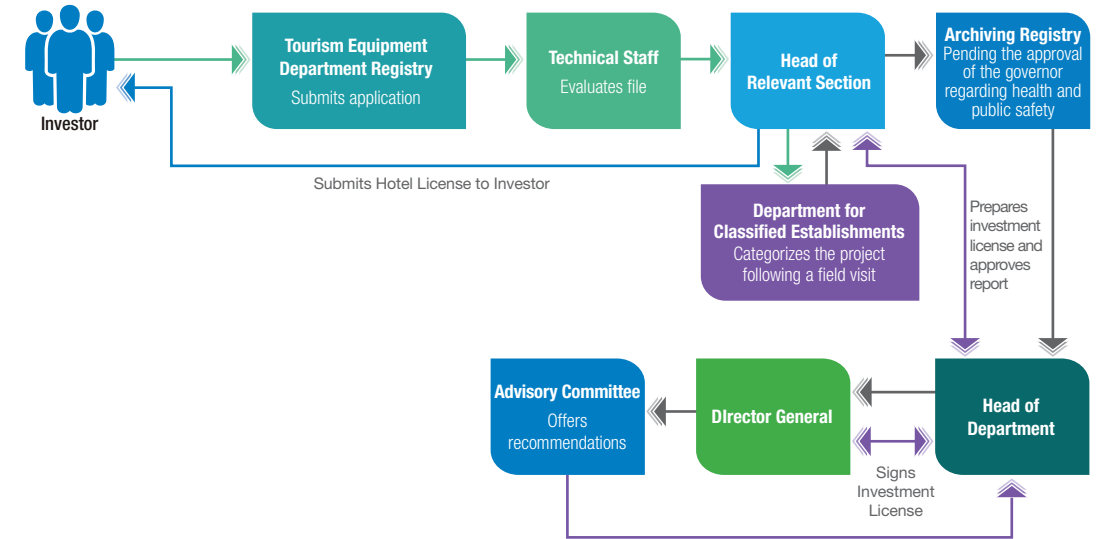 Investor
Tourism Equipment
Department Registry
Submits application
Technical Staff
Evaluates file
Head of
Relevant Section
Archiving Registry
Pending the approval
of the governor
regarding health and
public safety
Submits Hotel License to Investor
Department for
Classified Establishments
Categorizes the project
following a field visit
Prepares
investment
license and
approves
report
Advisory Committee
Offers
recommendations
DIrector General
Head of
Department
Signs
Investment
License